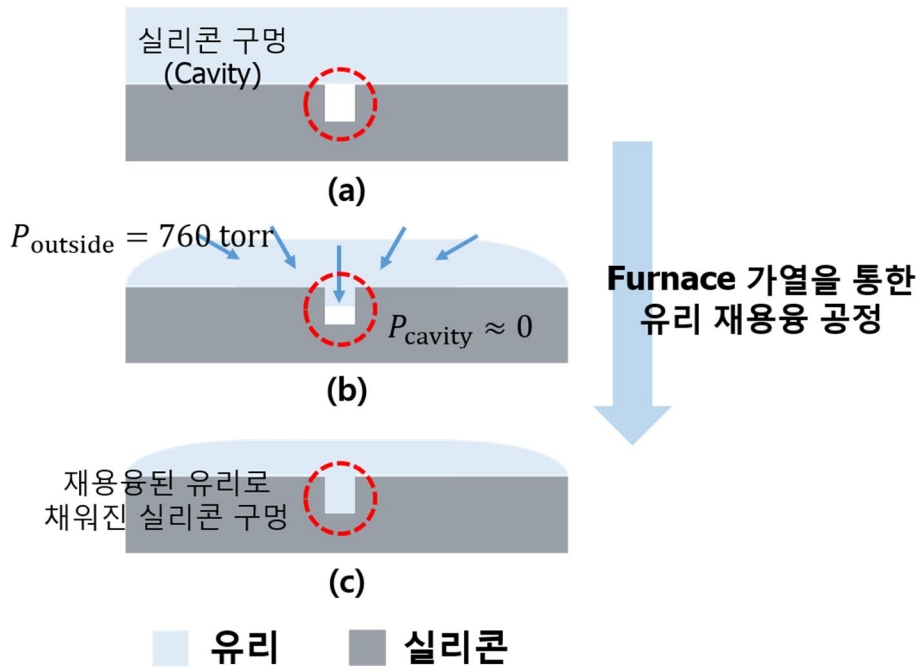 실리콘 구멍
(Cavity)
(a)
P_outside = 760 torr
P_cavity ≈ 0
(b)
Furnace 가열을 통한
유리 재용융 공정
재용융된 유리로
채워진 실리콘 구멍
(c)
유리
실리콘